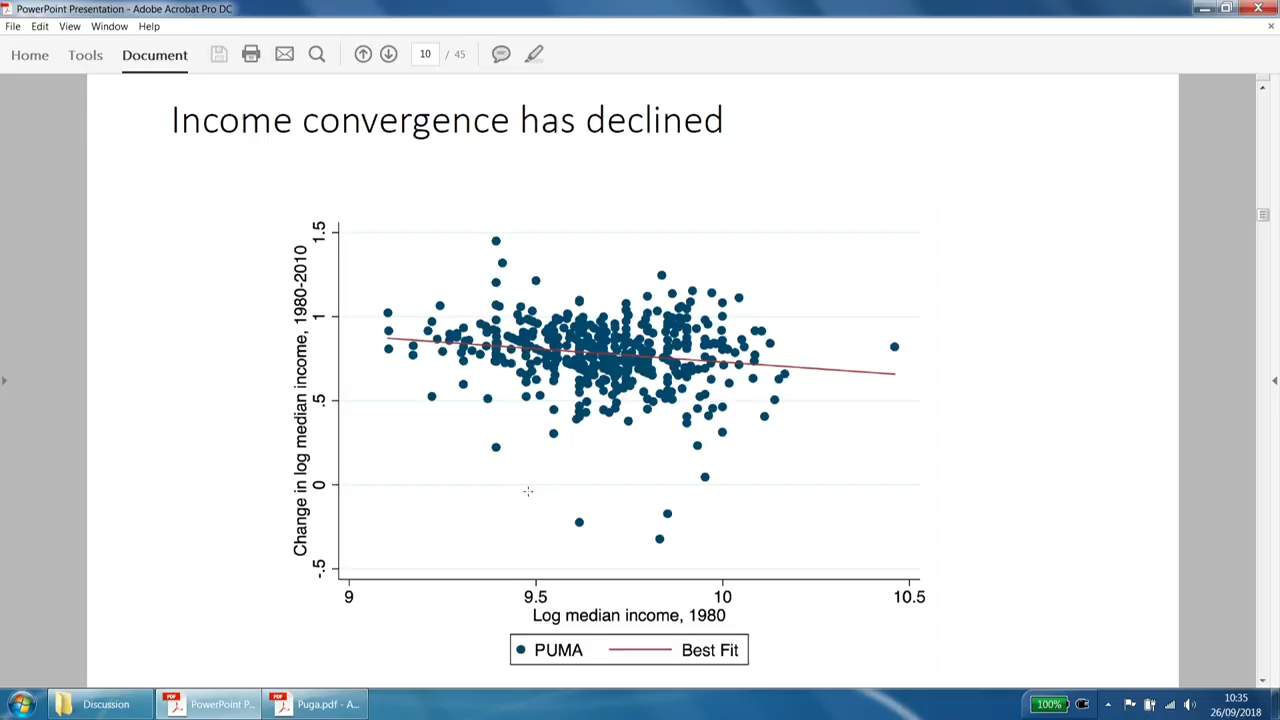 PowerPoint Presentation - Adobe Acrobat Pro DC
File Edit View Window Help
Home Tools Document 10 / 45
Income convergence has declined
Change in log median income, 1980-2010
1.5
1
.5
0
-.5
9 9.5 10 10.5
Log median income, 1980
PUMA Best Fit
Discussion PowerPoint P... Puga.pdf - A... 100% 10:35
26/09/2018